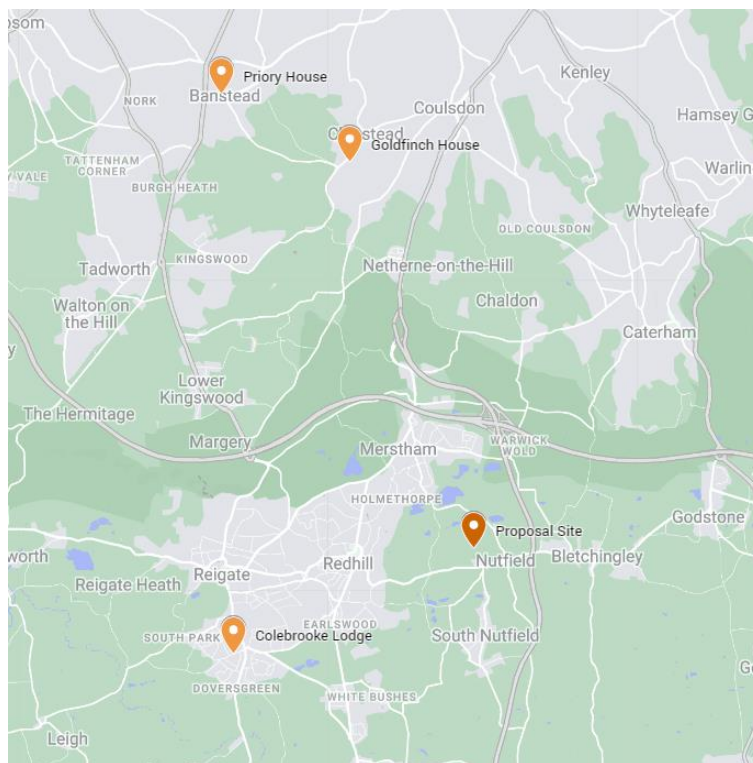 osom
Priory House
Banstead
NORK
Kenley
Coulsdon
Hamsey G
Goldfinch House
TATTENHAM
CORNER
Warlin
Y VALE
BURGH HEATH
Whyteleafe
OLD COULSDON
KINGSWOOD
Tadworth
Netherne-on-the-Hill
Walton on
the Hill
Chaldon
Caterham
Lower
Kingswood
The Hermitage
Margery
Merstham
WARWICK
WOLD
HOLMETHORPE
Godstone
Proposal Site
worth
Redhill
Nutfield
Bletchingley
Reigate
Reigate Heath
EARLSWOOD
SOUTH PARK
Colebrooke Lodge
South Nutfield
DOVERSGREEN
WHITE BUSHES
Leigh